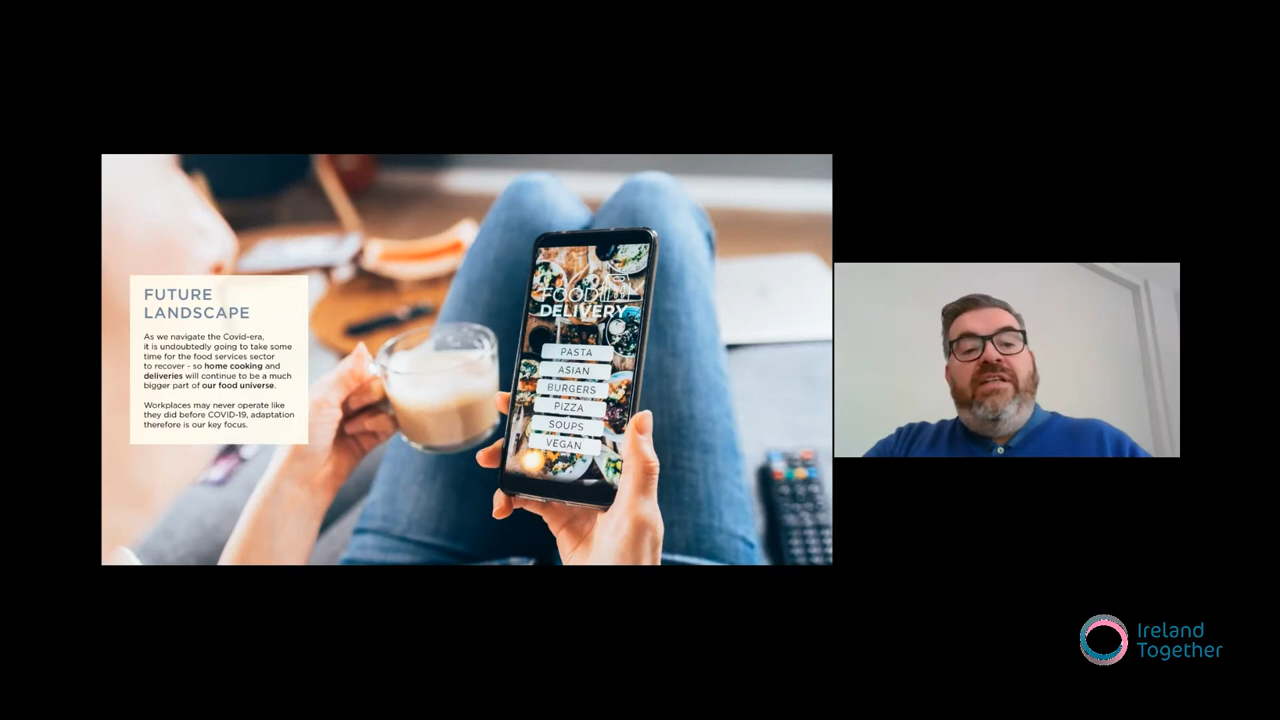 FUTURE
LANDSCAPE
As we navigate the Covid-era,
it is undoubtedly going to take some
time for the food services sector
to recover - so home cooking and
deliveries will continue to be a much
bigger part of our food universe.
Workplaces may never operate like
they did before COVID-19, adaptation
therefore is our key focus.
FOOD
DELIVERY
PASTA
ASIAN
BURGERS
PIZZA
SOUPS
VEGAN
Ireland
Together